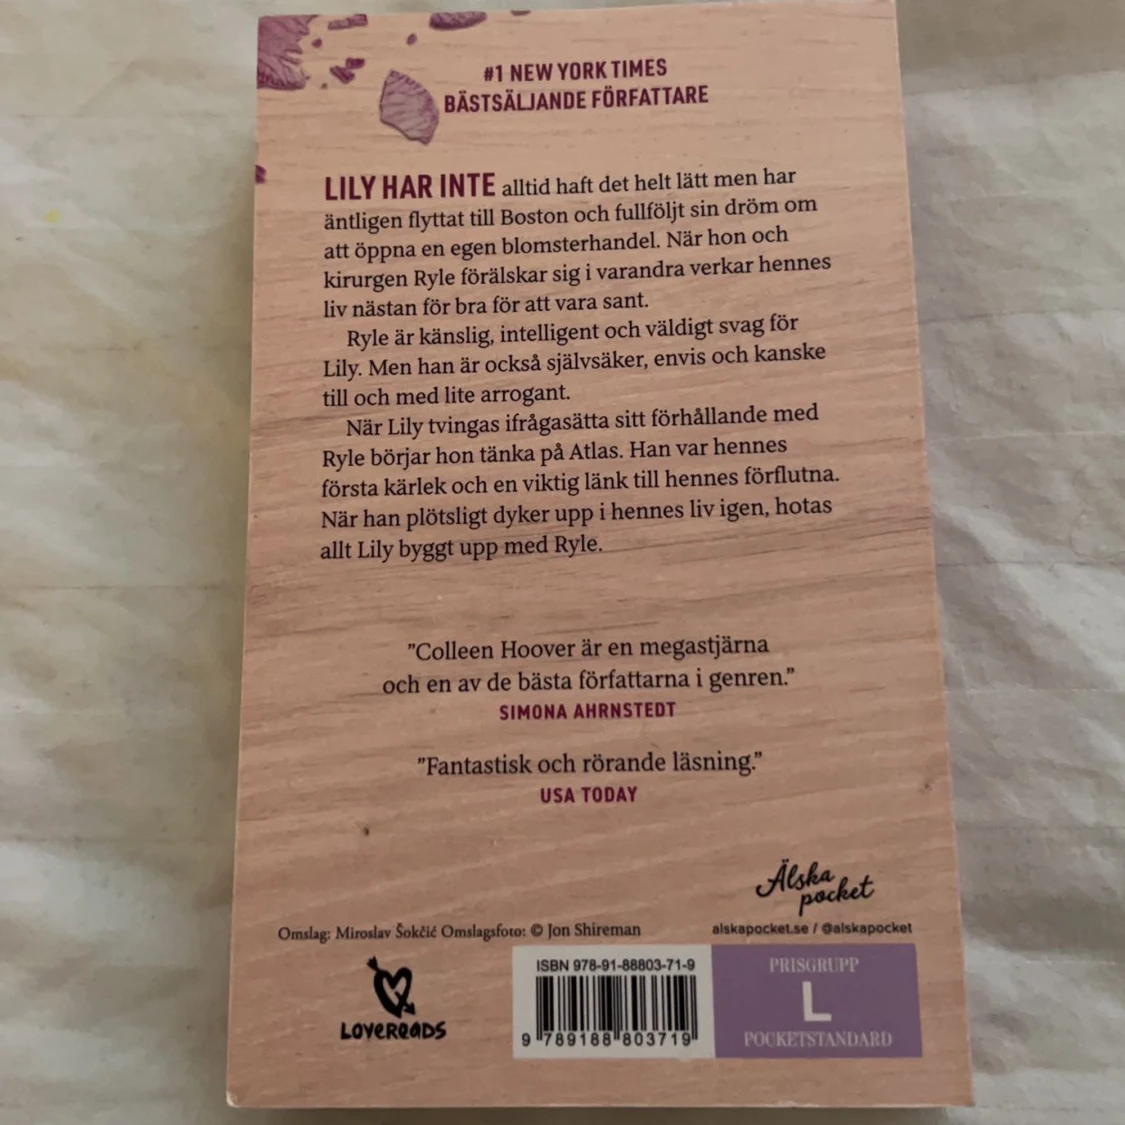 #1 NEW YORK TIMES
BÄSTSÄLJANDE FÖRFATTARE
LILY HAR INTE alltid haft det helt lätt men har
äntligen flyttat till Boston och fullföljt sin dröm om
att öppna en egen blomsterhandel. När hon och
kirurgen Ryle förälskar sig i varandra verkar hennes
liv nästan för bra för att vara sant.
Ryle är känslig, intelligent och väldigt svag för
Lily. Men han är också självsäker, envis och kanske
till och med lite arrogant.
När Lily tvingas ifrågasätta sitt förhållande med
Ryle börjar hon tänka på Atlas. Han var hennes
första kärlek och en viktig länk till hennes förflutna.
När han plötsligt dyker upp i hennes liv igen, hotas
allt Lily byggt upp med Ryle.
”Colleen Hoover är en megastjärna
och en av de bästa författarna i genren.”
SIMONA AHRNSTEDT
”Fantastisk och rörande läsning.”
USA TODAY
Älska
pocket
alskapocket.se / @alskapocket
Omslag: Miroslav Šokčić Omslagsfoto: © Jon Shireman
LOVEREADS
ISBN 978-91-88803-71-9
9 789188 803719
PRISGRUPP
L
POCKETSTANDARD